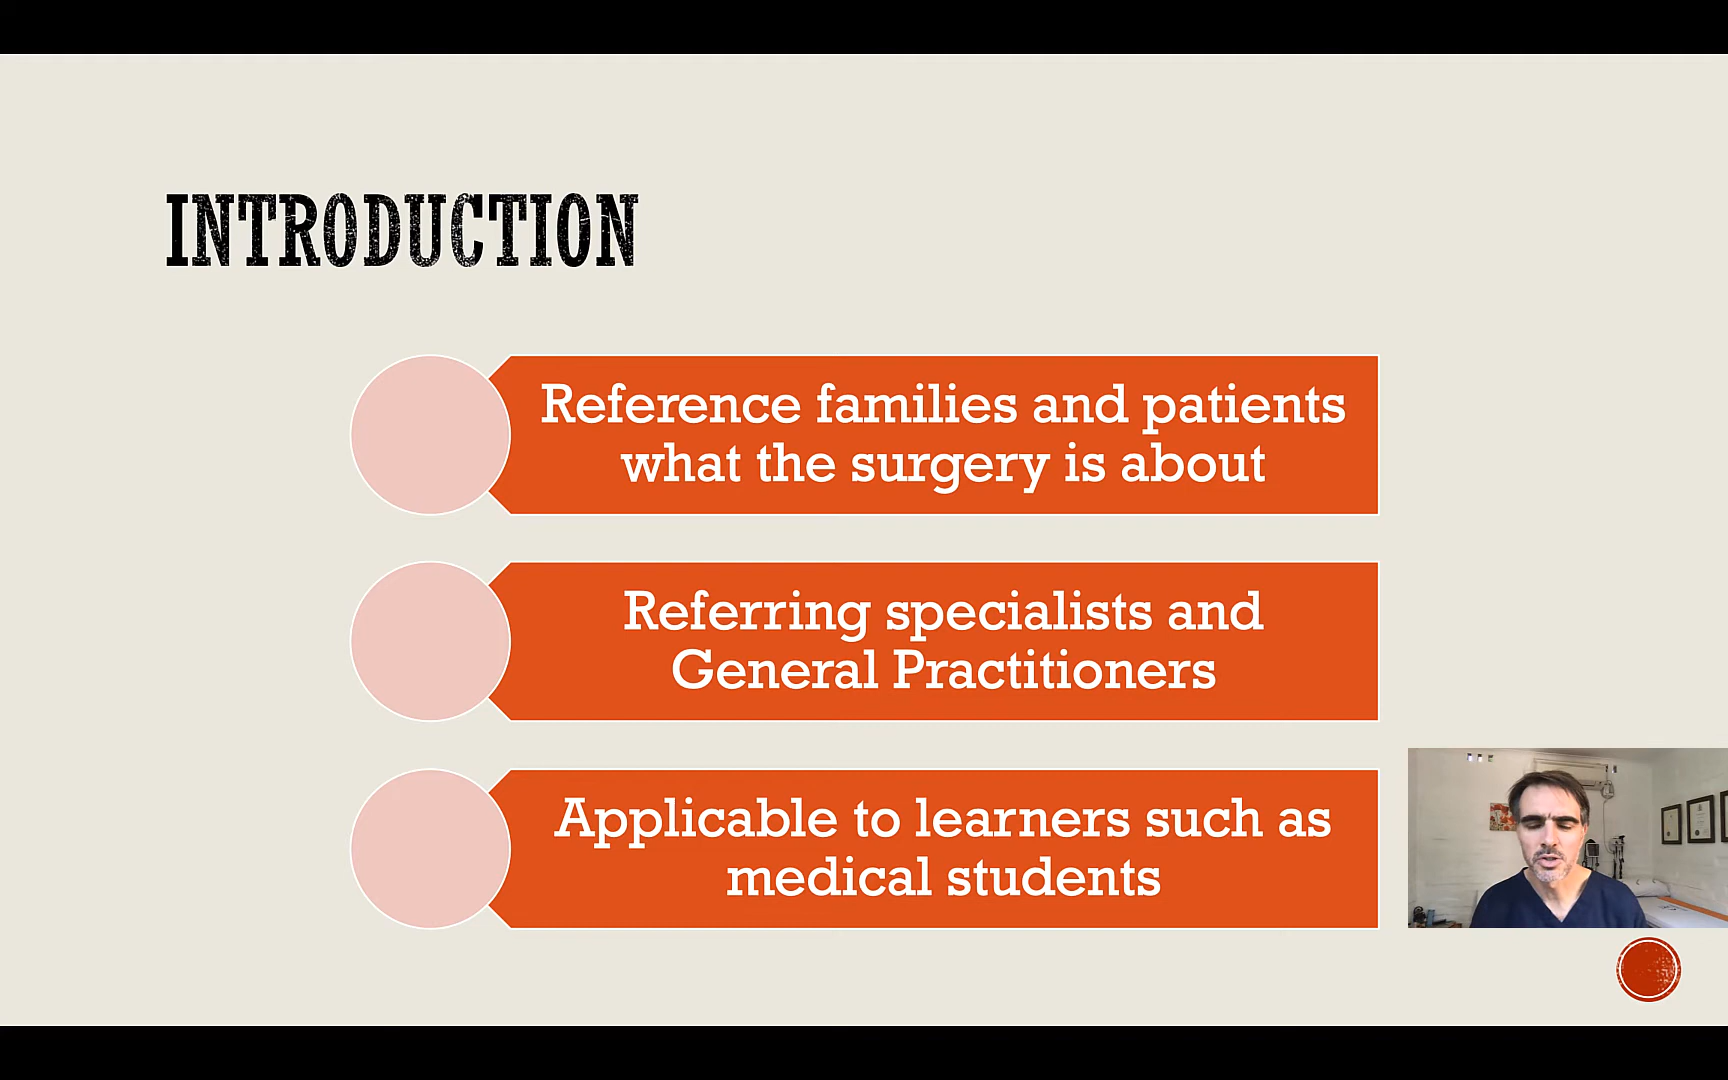 INTRODUCTION
Reference families and patients
what the surgery is about
Referring specialists and
General Practitioners
Applicable to learners such as
medical students